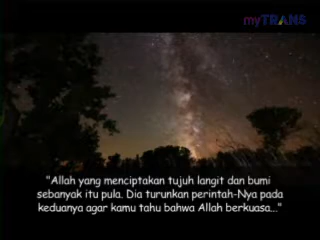 myTRANS
"Allah yang menciptakan tujuh langit dan bumi
sebanyak itu pula. Dia turunkan perintah-Nya pada
keduanya agar kamu tahu bahwa Allah berkuasa..."